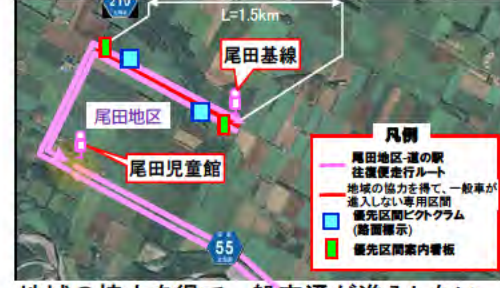 210
L=1.5km
尾田基線
尾田地区
尾田児童館
凡例
尾田地区-道の駅
往復便走行ルート
地域の協力を得て、一般車が
進入しない専用区間
優先区間ピクトグラム
(路面標示)
優先区間案内看板
55